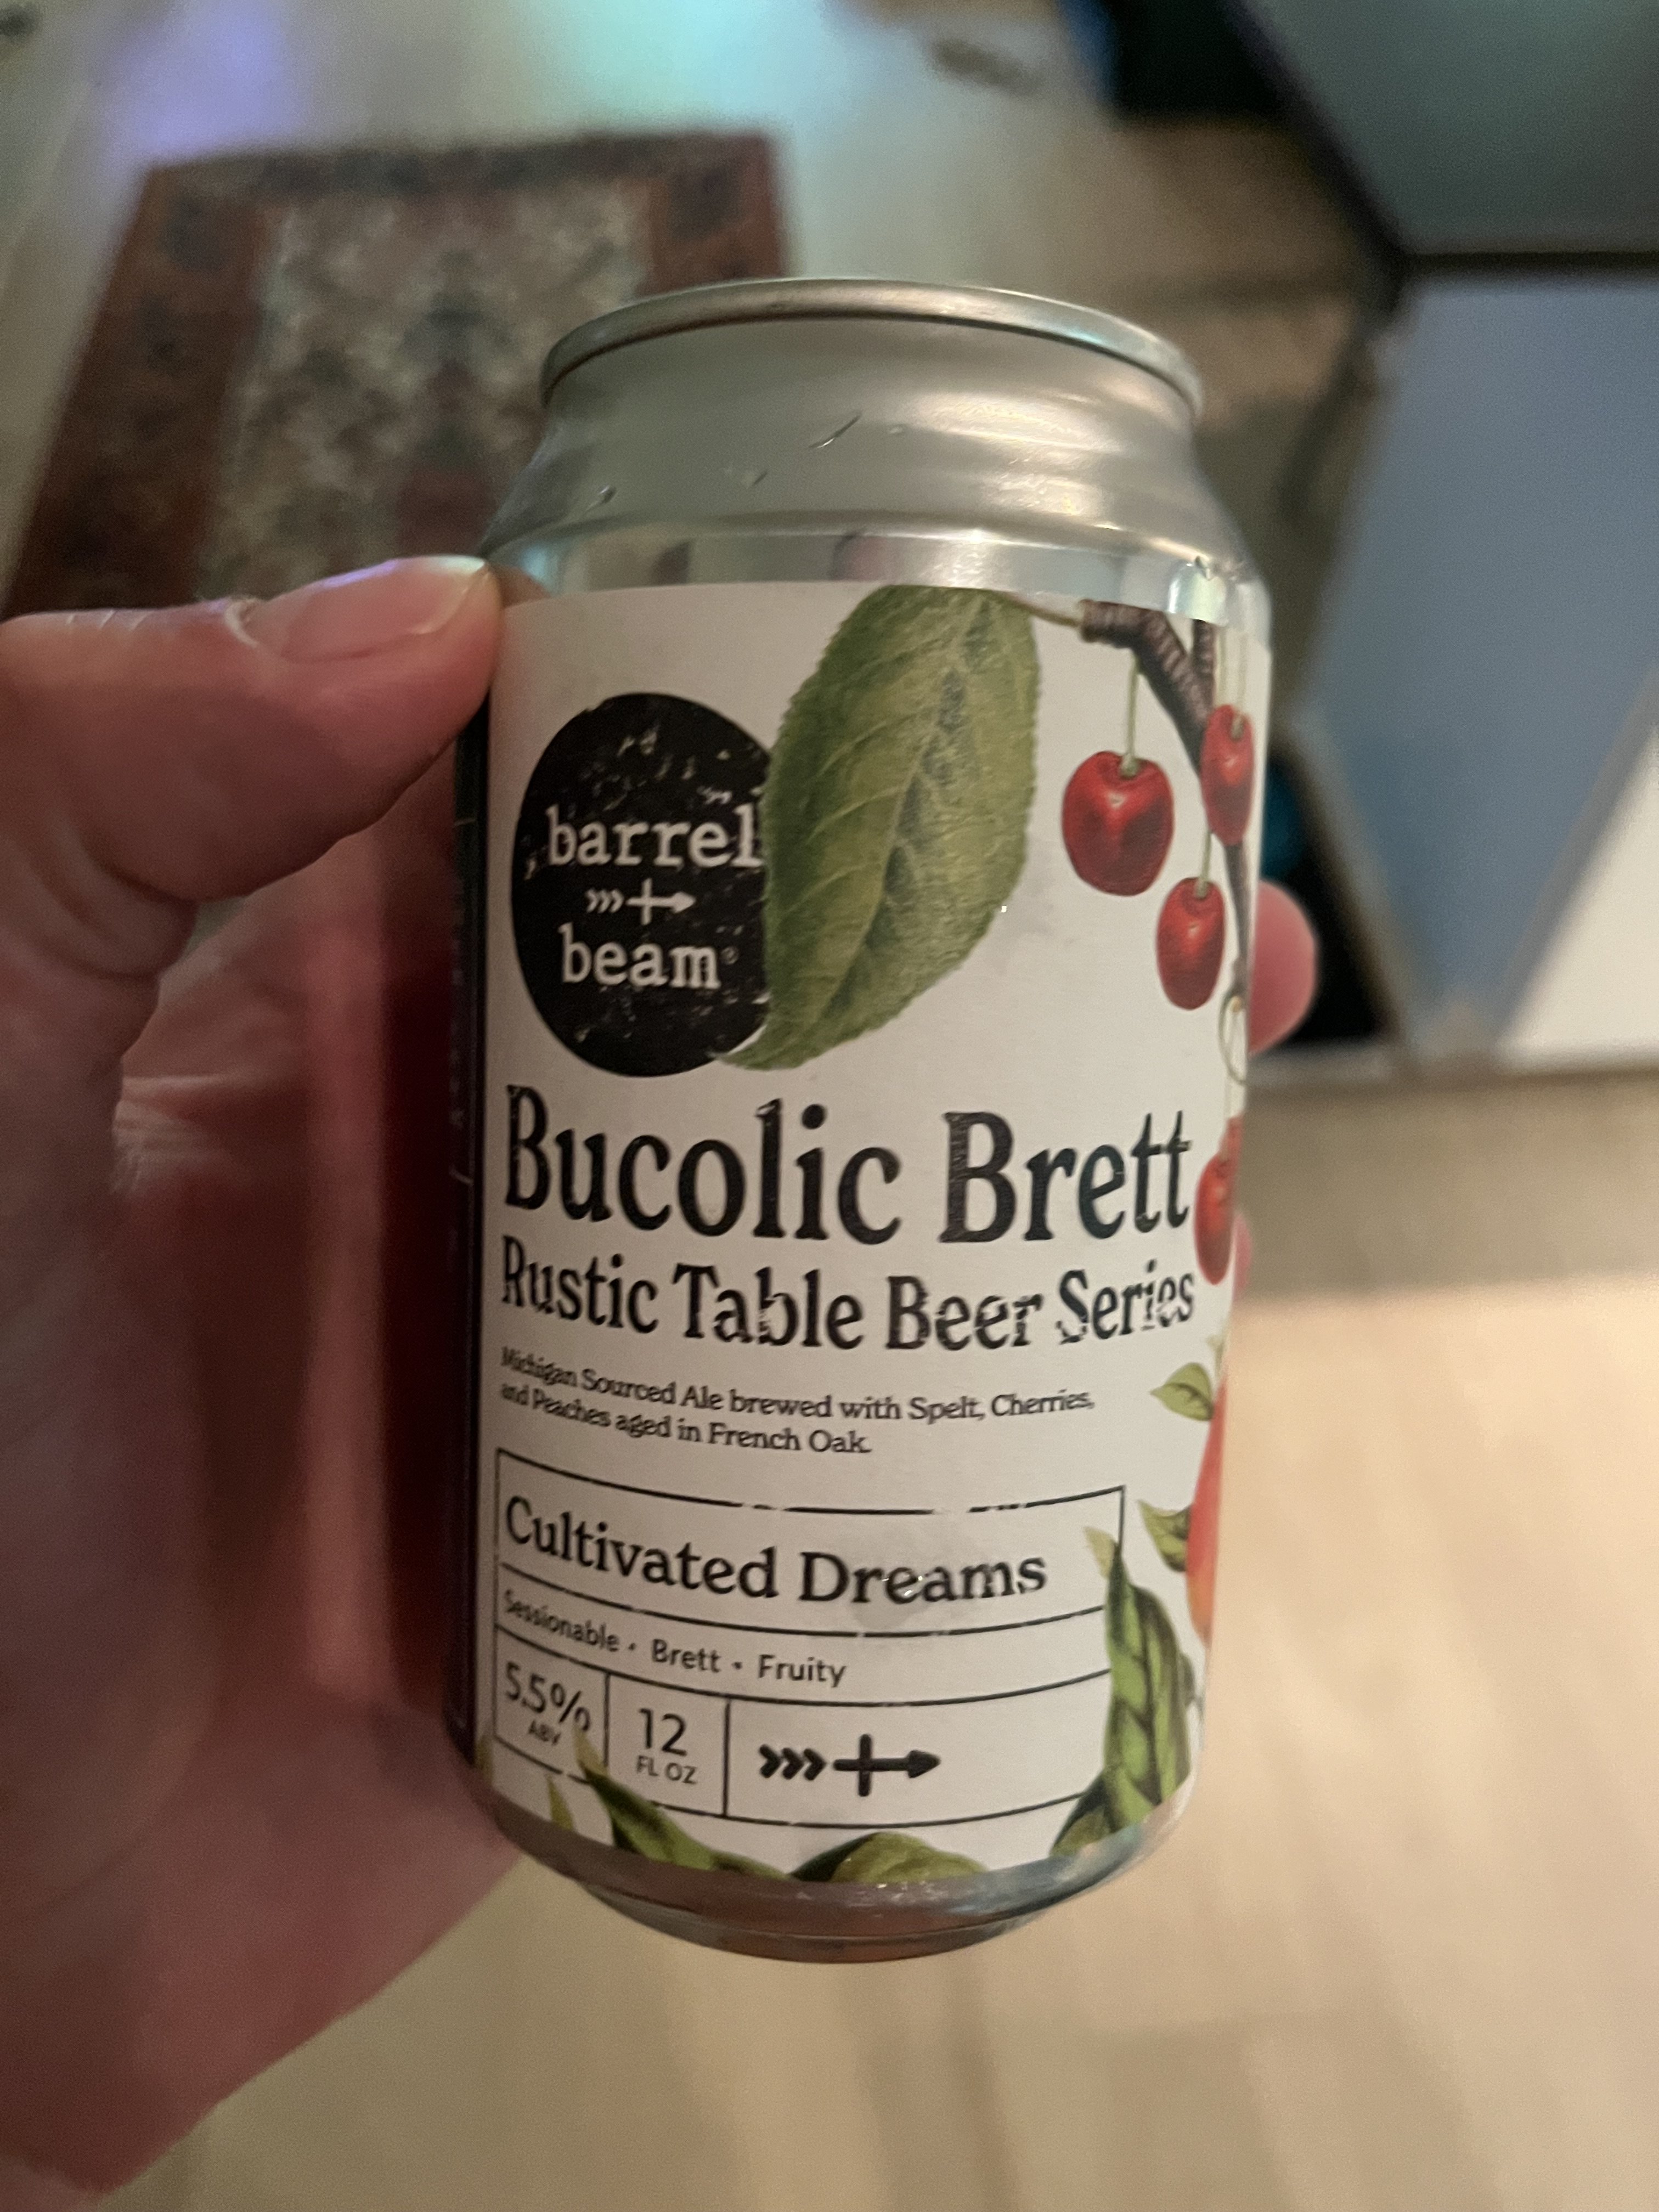 barrel
beam®
Bucolic Brett
Rustic Table Beer Series
Michigan Sourced Ale brewed with Spelt, Cherries,
and Peaches aged in French Oak.
Cultivated Dreams
Sessionable • Brett • Fruity
5.5%
ABV
12
FL OZ